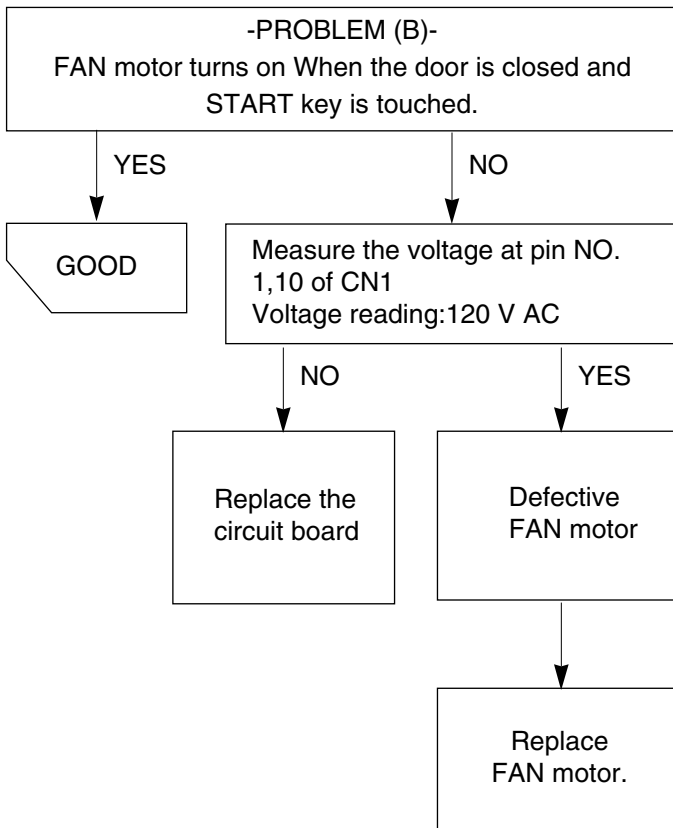 -PROBLEM (B)-
FAN motor turns on When the door is closed and
START key is touched.
YES
NO
GOOD
Measure the voltage at pin NO.
1,10 of CN1
Voltage reading:120 V AC
NO
YES
Replace the
circuit board
Defective
FAN motor
Replace
FAN motor.